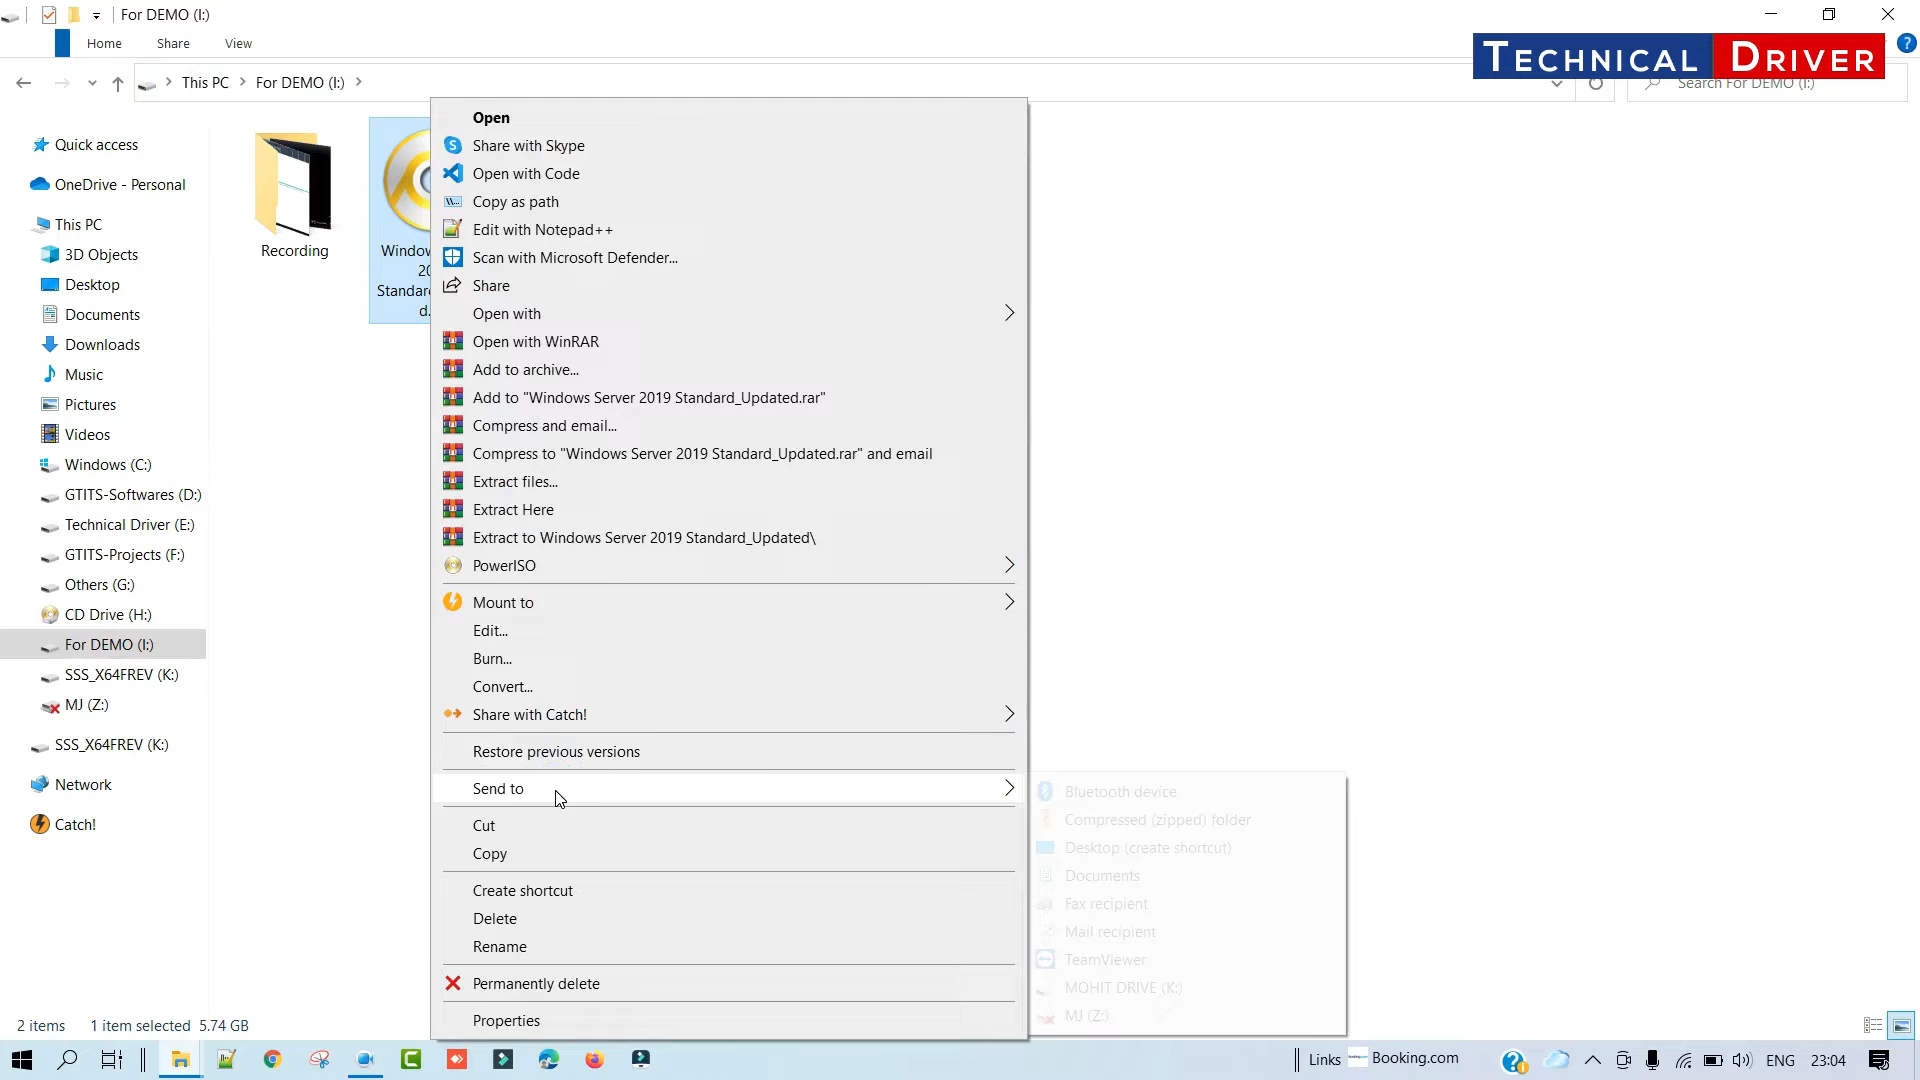 For DEMO (I:)
TECHNICAL DRIVER
Home
Share
View
This PC
For DEMO (I:)
Search For DEMO (I:)
Quick access
OneDrive - Personal
This PC
3D Objects
Desktop
Documents
Downloads
Music
Pictures
Videos
Windows (C:)
GTITS-Softwares (D:)
Technical Driver (E:)
GTITS-Projects (F:)
Others (G:)
CD Drive (H:)
For DEMO (I:)
SSS_X64FREV (K:)
MJ (Z:)
SSS_X64FREV (K:)
Network
Catch!
Recording
Window
20
Standar
d.
Open
Share with Skype
Open with Code
Copy as path
Edit with Notepad++
Scan with Microsoft Defender...
Share
Open with
Open with WinRAR
Add to archive...
Add to "Windows Server 2019 Standard_Updated.rar"
Compress and email...
Compress to "Windows Server 2019 Standard_Updated.rar" and email
Extract files...
Extract Here
Extract to Windows Server 2019 Standard_Updated\
PowerISO
Mount to
Edit...
Burn...
Convert...
Share with Catch!
Restore previous versions
Send to
Cut
Copy
Create shortcut
Delete
Rename
Permanently delete
Properties
Bluetooth device
Compressed (zipped) folder
Desktop (create shortcut)
Documents
Fax recipient
Mail recipient
TeamViewer
MOHIT DRIVE (K:)
MJ (Z:)
2 items
1 item selected 5.74 GB
Links
Booking.com
ENG
23:04